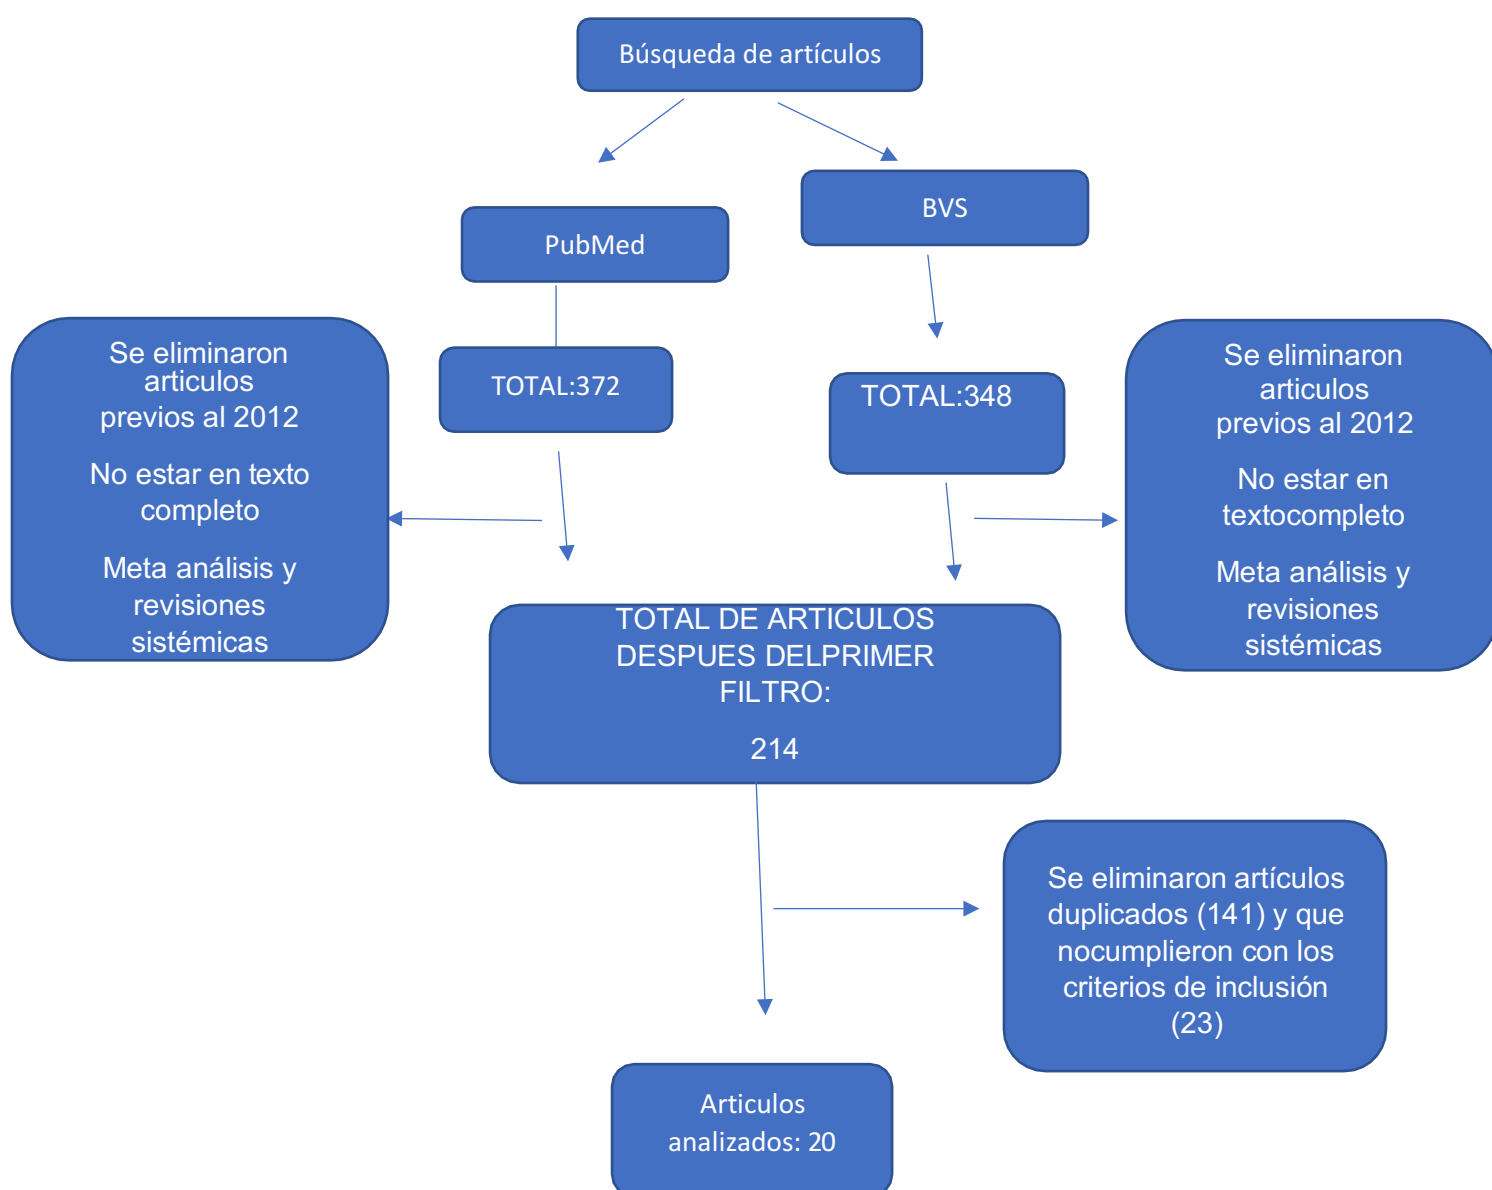 Búsqueda de artículos
PubMed
BVS
TOTAL:372
TOTAL:348
Se eliminaron
articulos
previos al 2012
No estar en texto
completo
Meta análisis y
revisiones
sistémicas
Se eliminaron
articulos
previos al 2012
No estar en
textocompleto
Meta análisis y
revisiones
sistémicas
TOTAL DE ARTICULOS
DESPUES DELPRIMER
FILTRO:
214
Se eliminaron artículos
duplicados (141) y que
nocumplieron con los
criterios de inclusión
(23)
Articulos
analizados: 20